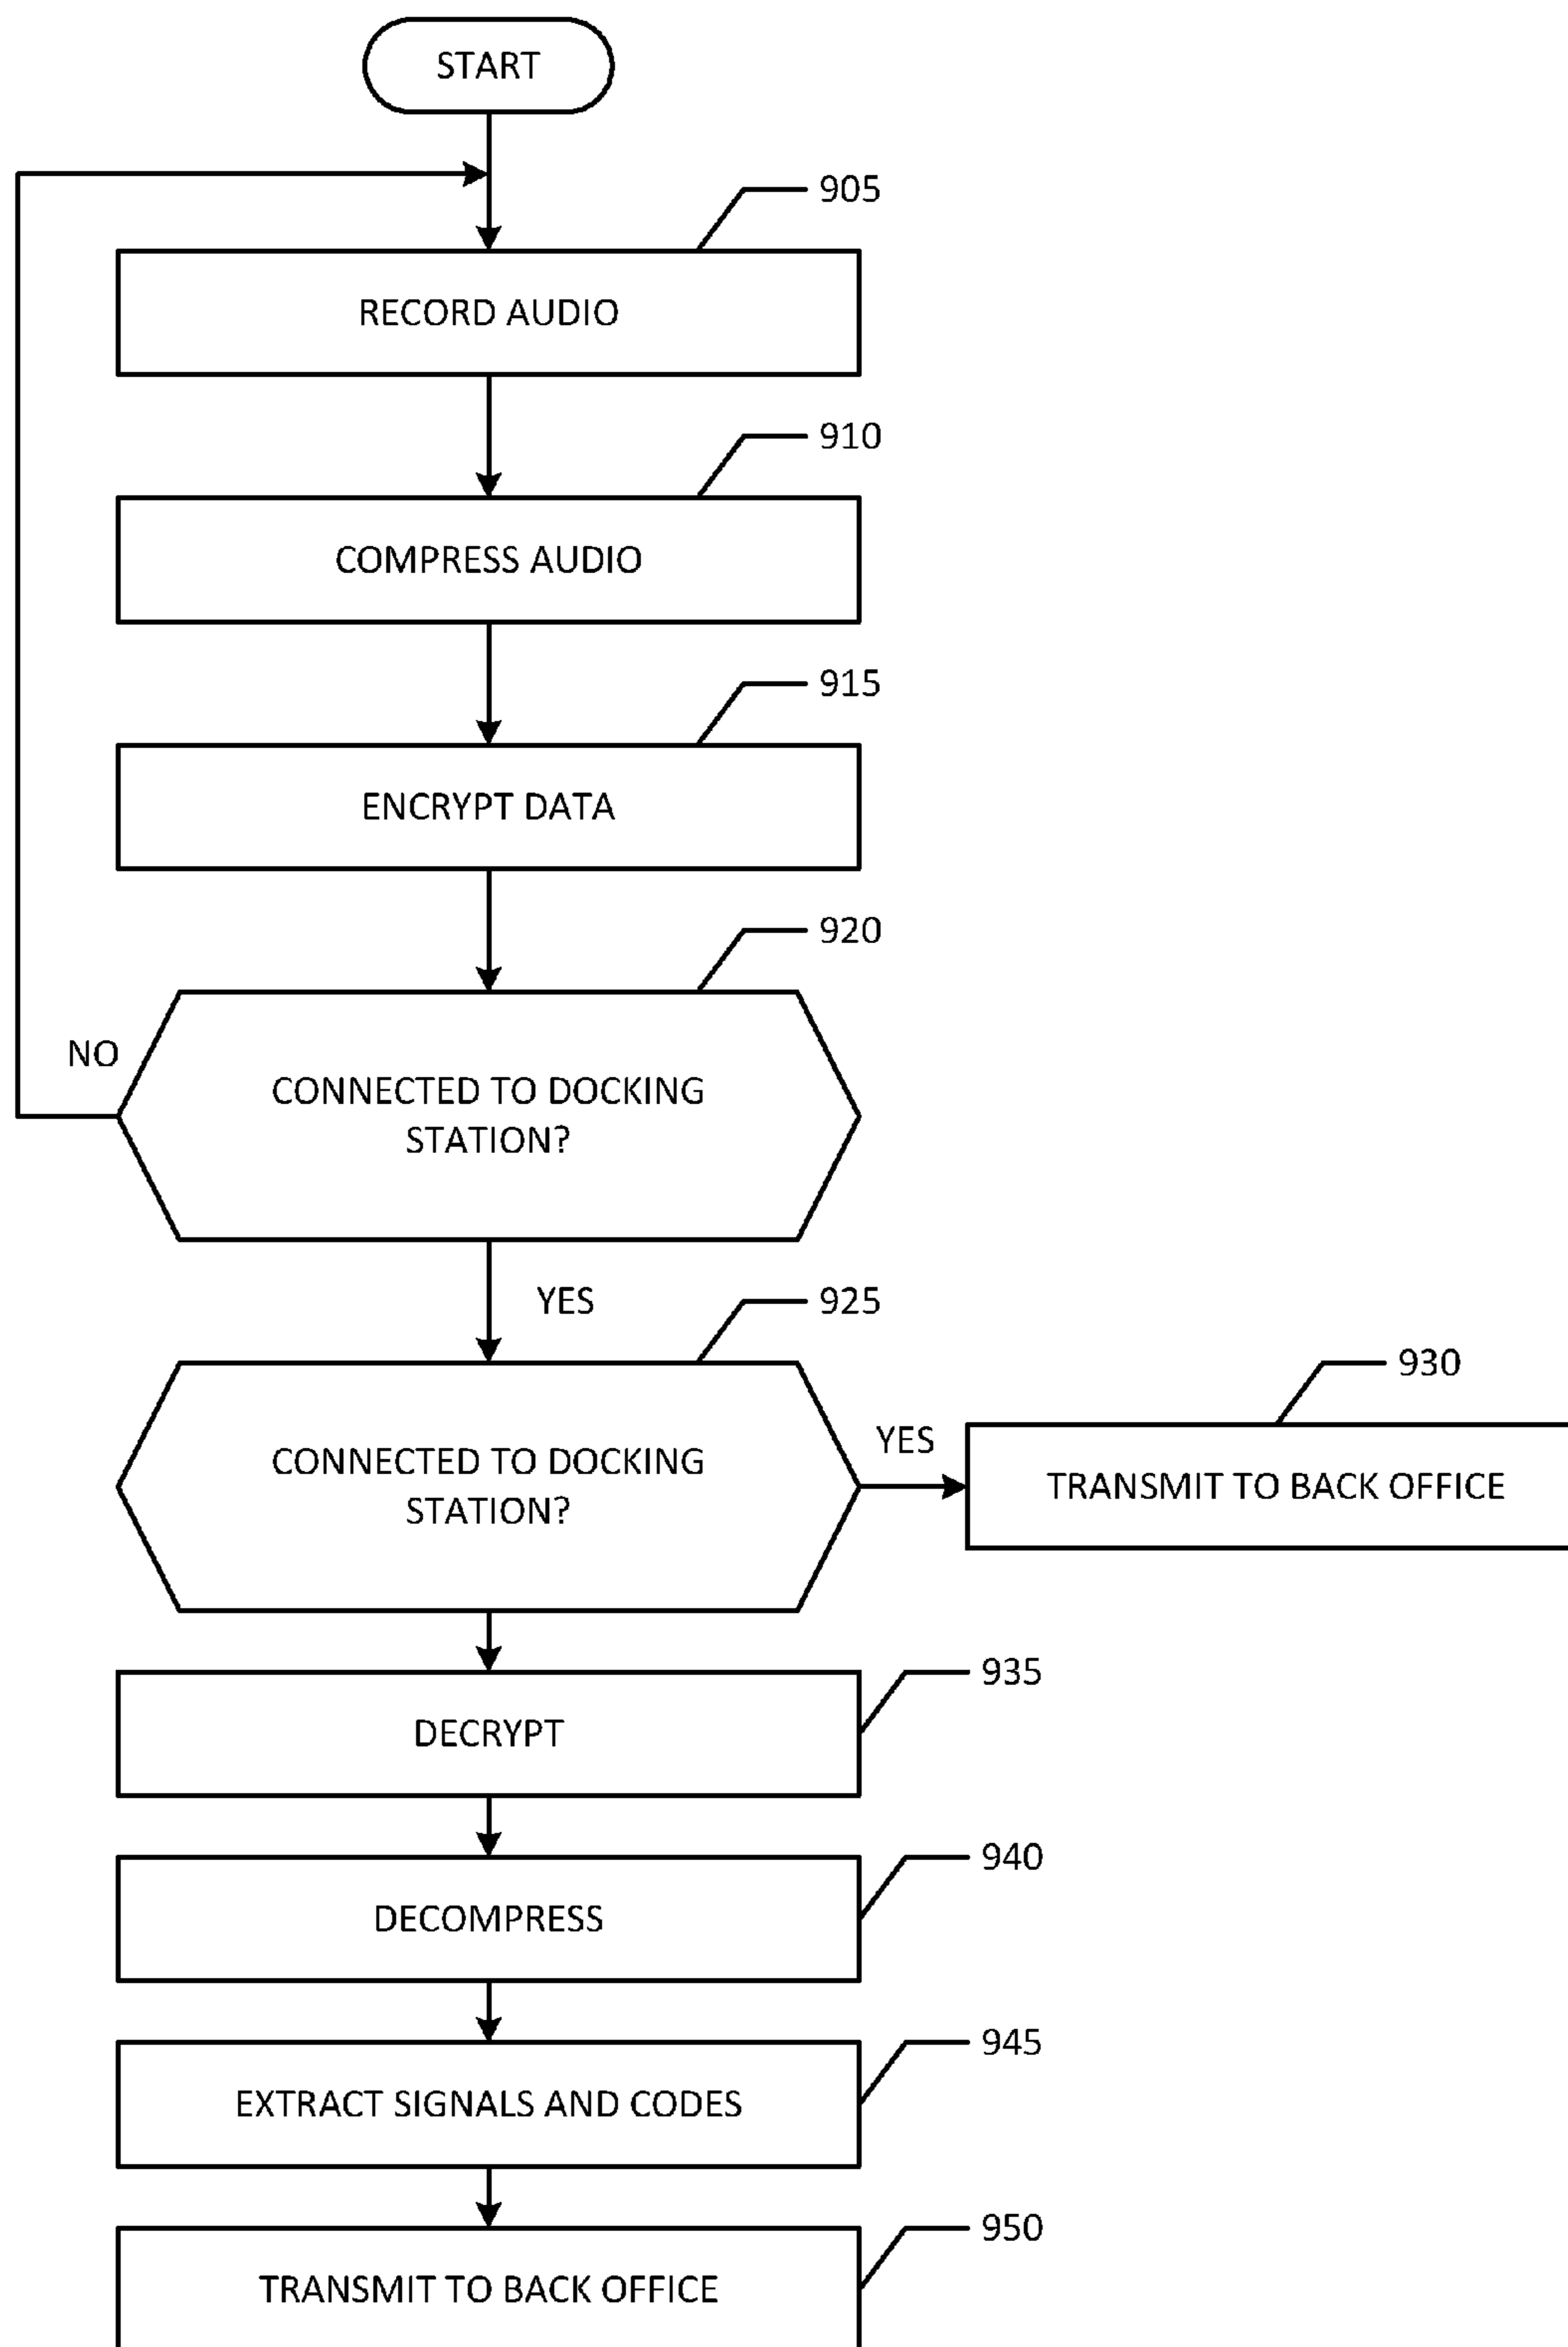 START
905
RECORD AUDIO
910
COMPRESS AUDIO
915
ENCRYPT DATA
920
NO
CONNECTED TO DOCKING
STATION?
YES
925
930
CONNECTED TO DOCKING
STATION?
YES
TRANSMIT TO BACK OFFICE
935
DECRYPT
940
DECOMPRESS
945
EXTRACT SIGNALS AND CODES
950
TRANSMIT TO BACK OFFICE